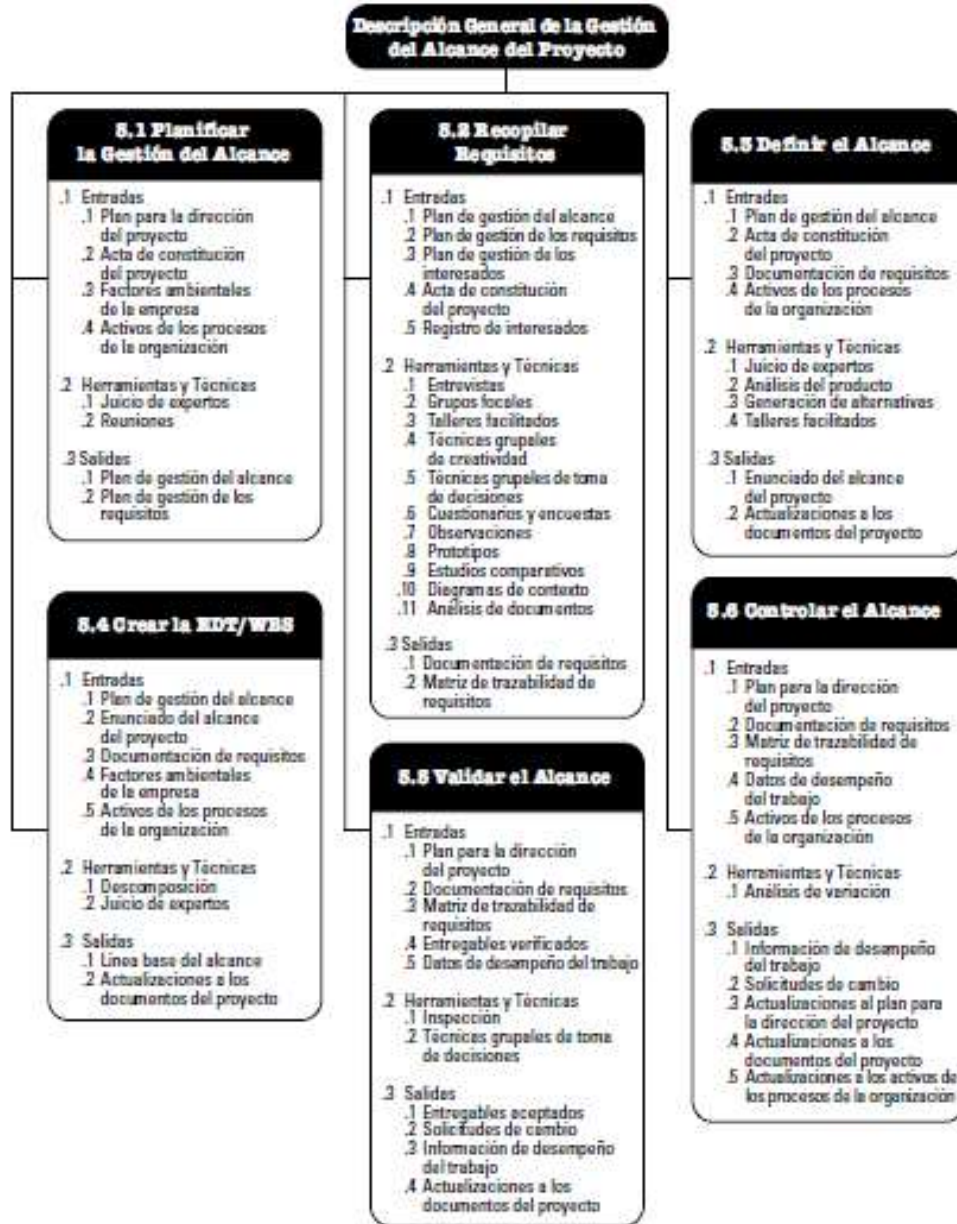 Descripción General de la Gestión
del Alcance del Proyecto
5.1 Planificar
la Gestión del Alcance
.1 Entradas
.1 Plan para la dirección
del proyecto
.2 Acta de constitución
del proyecto
.3 Factores ambientales
de la empresa
.4 Activos de los procesos
de la organización
.2 Herramientas y Técnicas
.1 Juicio de expertos
.2 Reuniones
.3 Salidas
.1 Plan de gestión del alcance
.2 Plan de gestión de los
requisitos
5.2 Recopilar
Requisitos
.1 Entradas
.1 Plan de gestión del alcance
.2 Plan de gestión de los requisitos
.3 Plan de gestión de los
interesados
.4 Acta de constitución
del proyecto
.5 Registro de interesados
.2 Herramientas y Técnicas
.1 Entrevistas
.2 Grupos focales
.3 Talleres facilitados
.4 Técnicas grupales
de creatividad
.5 Técnicas grupales de toma
de decisiones
.6 Cuestionarios y encuestas
.7 Observaciones
.8 Prototipos
.9 Estudios comparativos
.10 Diagramas de contexto
.11 Análisis de documentos
.3 Salidas
.1 Documentación de requisitos
.2 Matriz de trazabilidad de
requisitos
5.3 Definir el Alcance
.1 Entradas
.1 Plan de gestión del alcance
.2 Acta de constitución
del proyecto
.3 Documentación de requisitos
.4 Activos de los procesos
de la organización
.2 Herramientas y Técnicas
.1 Juicio de expertos
.2 Análisis del producto
.3 Generación de alternativas
.4 Talleres facilitados
.3 Salidas
.1 Enunciado del alcance
del proyecto
.2 Actualizaciones a los
documentos del proyecto
5.4 Crear la EDT/WBS
.1 Entradas
.1 Plan de gestión del alcance
.2 Enunciado del alcance
del proyecto
.3 Documentación de requisitos
.4 Factores ambientales
de la empresa
.5 Activos de los procesos
de la organización
.2 Herramientas y Técnicas
.1 Descomposición
.2 Juicio de expertos
.3 Salidas
.1 Línea base del alcance
.2 Actualizaciones a los
documentos del proyecto
5.5 Validar el Alcance
.1 Entradas
.1 Plan para la dirección
del proyecto
.2 Documentación de requisitos
.3 Matriz de trazabilidad de
requisitos
.4 Entregables verificados
.5 Datos de desempeño del trabajo
.2 Herramientas y Técnicas
.1 Inspección
.2 Técnicas grupales de toma
de decisiones
.3 Salidas
.1 Entregables aceptados
.2 Solicitudes de cambio
.3 Información de desempeño
del trabajo
.4 Actualizaciones a los
documentos del proyecto
5.6 Controlar el Alcance
.1 Entradas
.1 Plan para la dirección
del proyecto
.2 Documentación de requisitos
.3 Matriz de trazabilidad de
requisitos
.4 Datos de desempeño
del trabajo
.5 Activos de los procesos
de la organización
.2 Herramientas y Técnicas
.1 Análisis de variación
.3 Salidas
.1 Información de desempeño
del trabajo
.2 Solicitudes de cambio
.3 Actualizaciones al plan para
la dirección del proyecto
.4 Actualizaciones a los
documentos del proyecto
.5 Actualizaciones a los activos de
los procesos de la organización